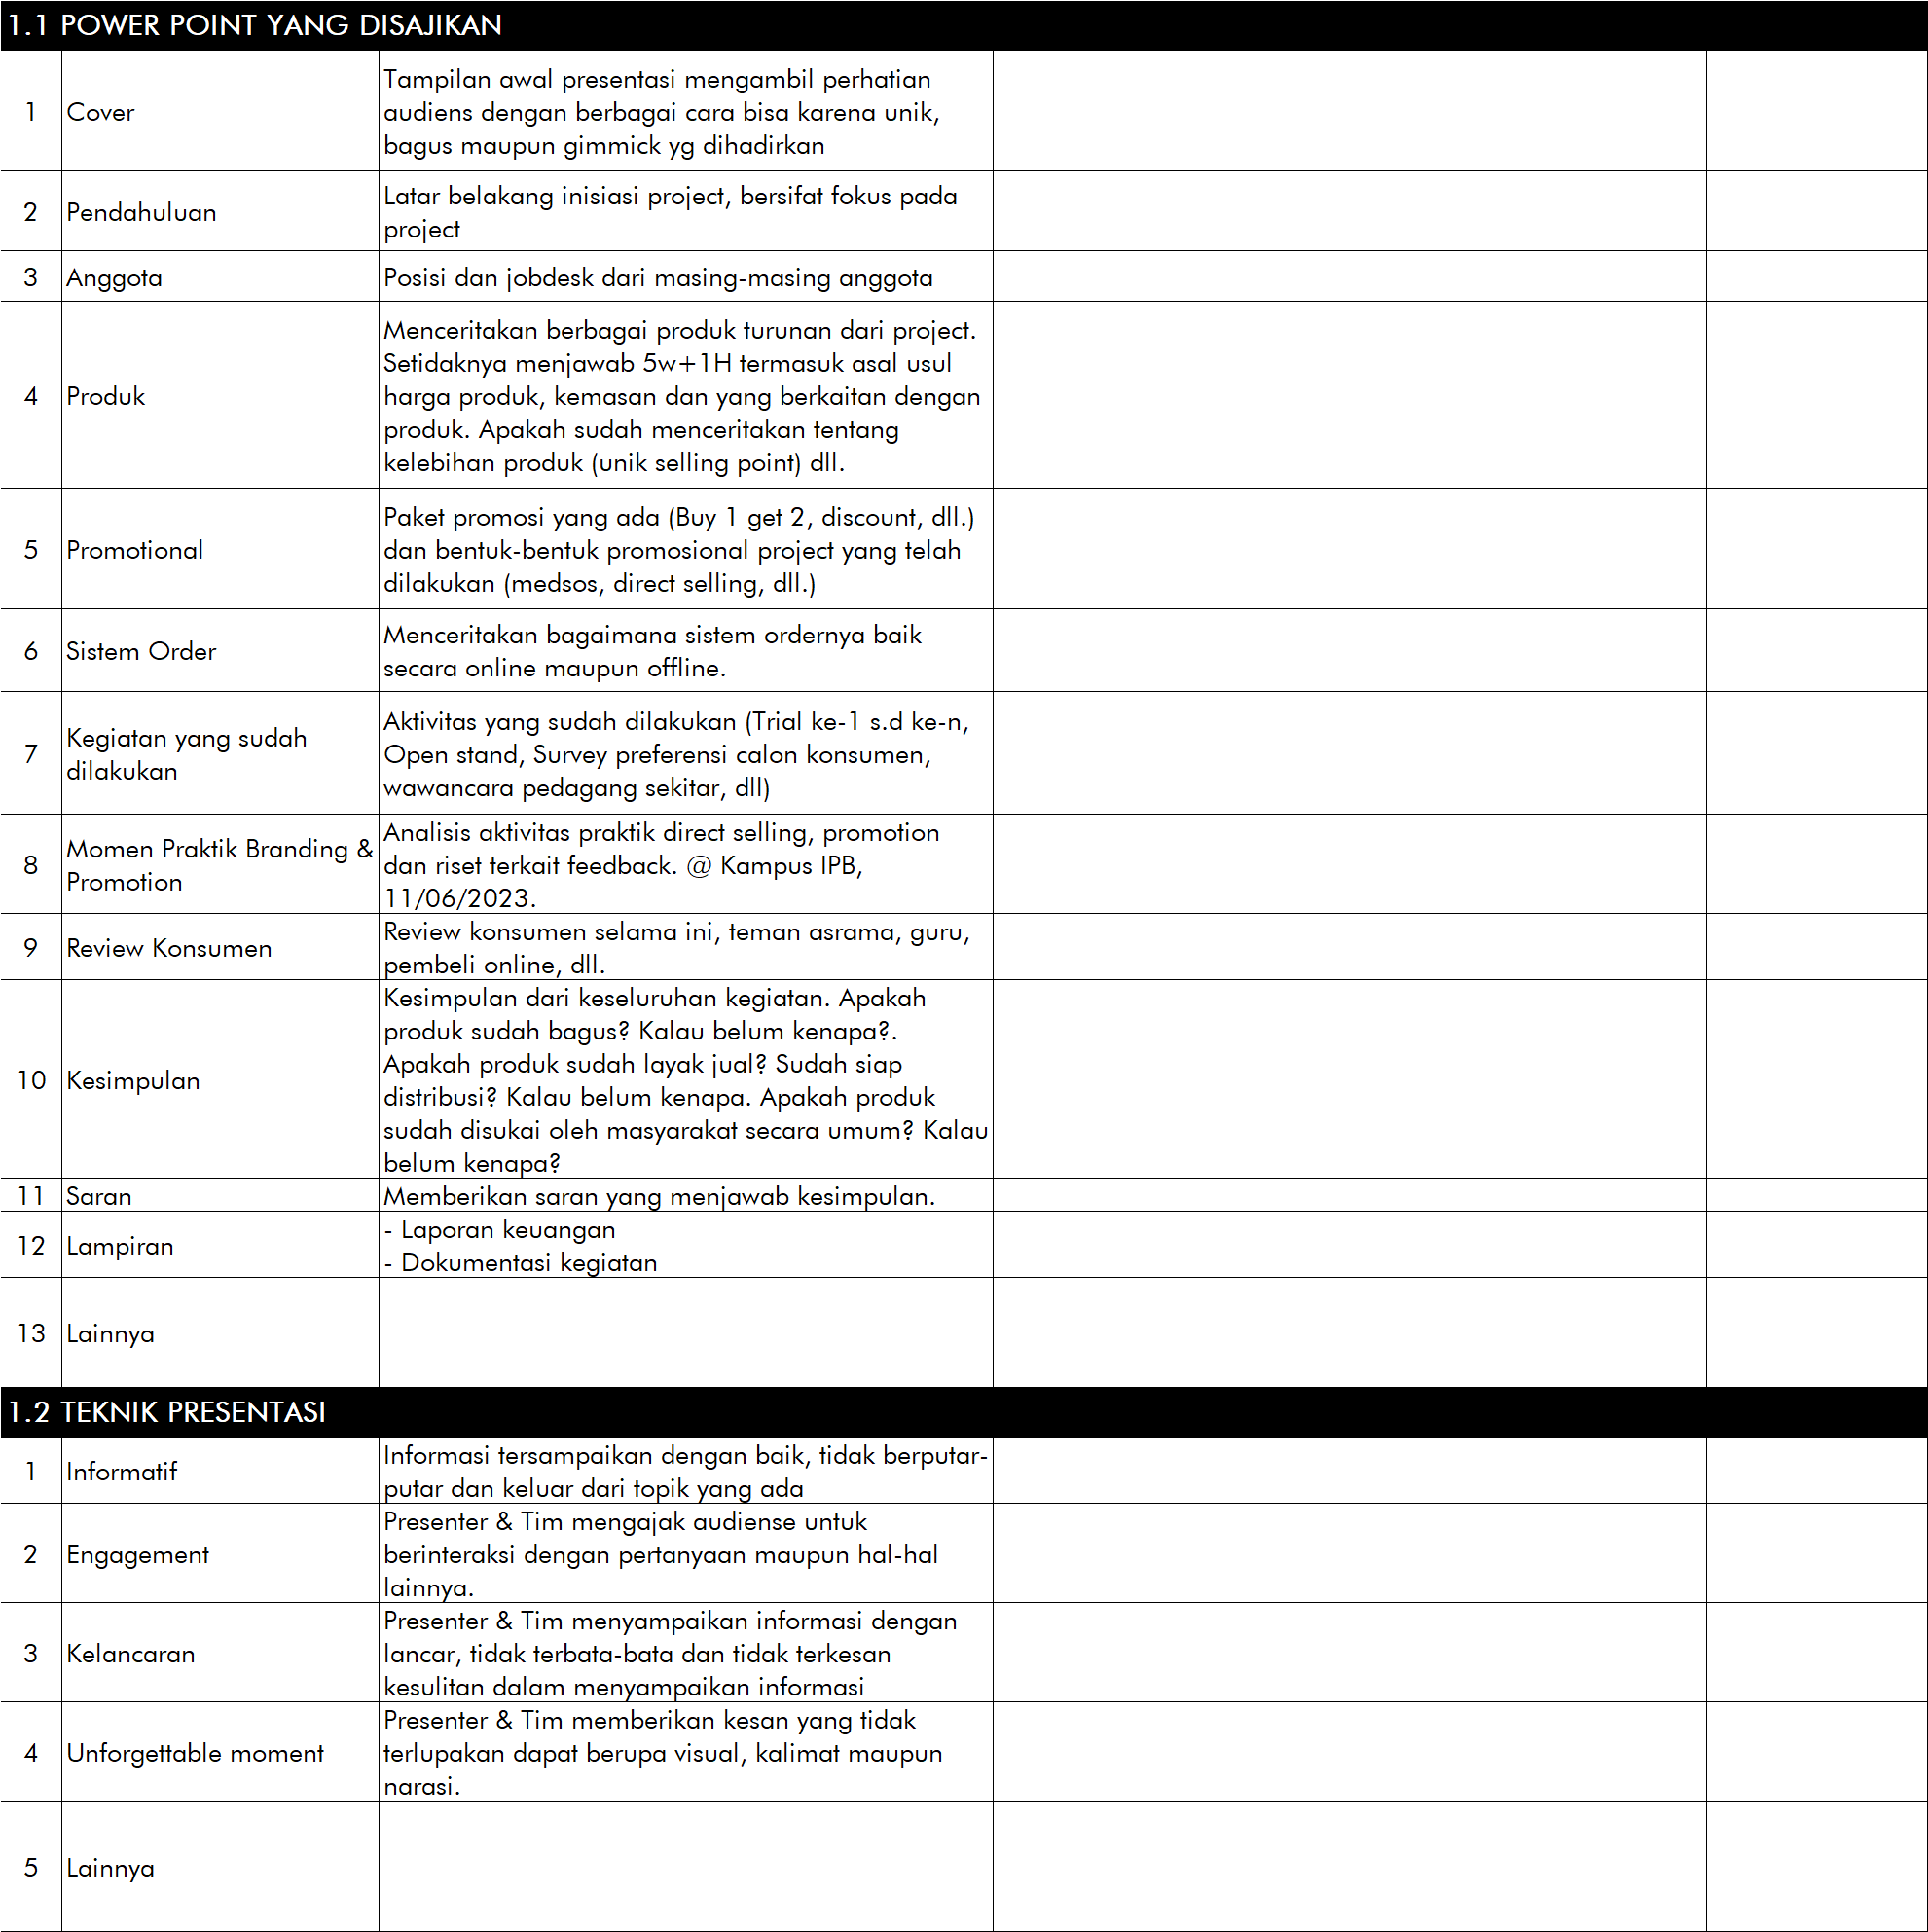 1.1 POWER POINT YANG DISAJIKAN
1 Cover
Tampilan awal presentasi mengambil perhatian
audiens dengan berbagai cara bisa karena unik,
bagus maupun gimmick yg dihadirkan
2 Pendahuluan
Latar belakang inisiasi project, bersifat fokus pada
project
3 Anggota Posisi dan jobdesk dari masing-masing anggota
4 Produk
Menceritakan berbagai produk turunan dari project.
Setidaknya menjawab 5w+1H termasuk asal usul
harga produk, kemasan dan yang berkaitan dengan
produk. Apakah sudah menceritakan tentang
kelebihan produk (unik selling point) dll.
5 Promotional
Paket promosi yang ada (Buy 1 get 2, discount, dll.)
dan bentuk-bentuk promosional project yang telah
dilakukan (medsos, direct selling, dll.)
6 Sistem Order
Menceritakan bagaimana sistem ordernya baik
secara online maupun offline.
7 Kegiatan yang sudah
dilakukan
Aktivitas yang sudah dilakukan (Trial ke-1 s.d ke-n,
Open stand, Survey preferensi calon konsumen,
wawancara pedagang sekitar, dll)
8 Momen Praktik Branding &
Promotion
Analisis aktivitas praktik direct selling, promotion
dan riset terkait feedback. @ Kampus IPB,
11/06/2023.
9 Review Konsumen
Review konsumen selama ini, teman asrama, guru,
pembeli online, dll.
10 Kesimpulan
Kesimpulan dari keseluruhan kegiatan. Apakah
produk sudah bagus? Kalau belum kenapa?.
Apakah produk sudah layak jual? Sudah siap
distribusi? Kalau belum kenapa. Apakah produk
sudah disukai oleh masyarakat secara umum? Kalau
belum kenapa?
11 Saran Memberikan saran yang menjawab kesimpulan.
12 Lampiran
- Laporan keuangan
- Dokumentasi kegiatan
13 Lainnya
1.2 TEKNIK PRESENTASI
1 Informatif
Informasi tersampaikan dengan baik, tidak berputar-
putar dan keluar dari topik yang ada
2 Engagement
Presenter & Tim mengajak audiense untuk
berinteraksi dengan pertanyaan maupun hal-hal
lainnya.
3 Kelancaran
Presenter & Tim menyampaikan informasi dengan
lancar, tidak terbata-bata dan tidak terkesan
kesulitan dalam menyampaikan informasi
4 Unforgettable moment
Presenter & Tim memberikan kesan yang tidak
terlupakan dapat berupa visual, kalimat maupun
narasi.
5 Lainnya